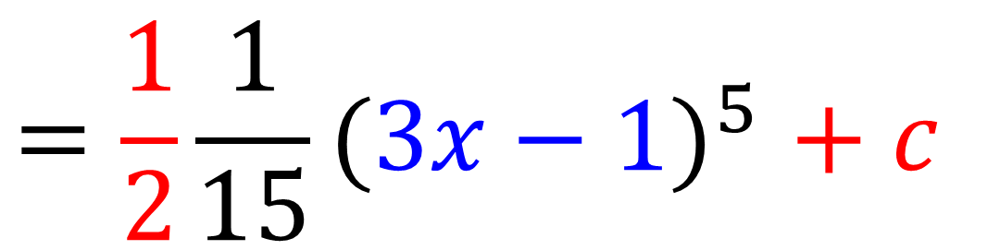 = 1/2 1/15 (3x − 1)⁵ + c